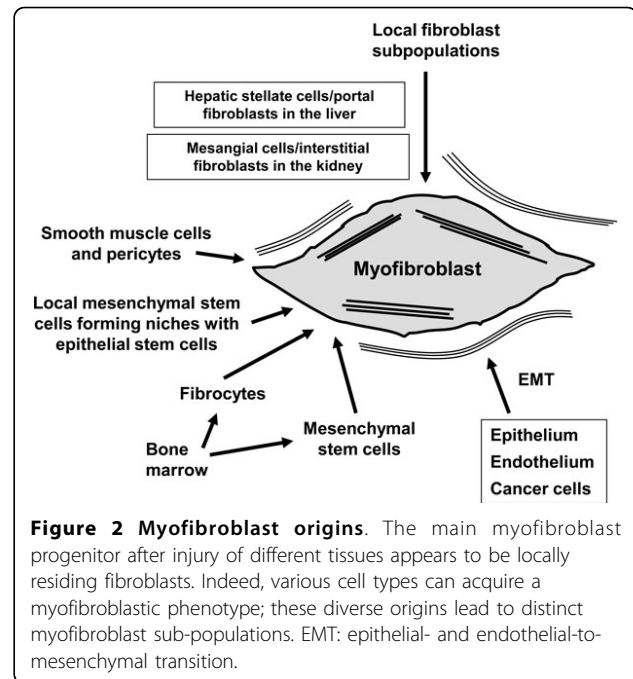 Local fibroblast
subpopulations
Hepatic stellate cells/portal
fibroblasts in the liver
Mesangial cells/interstitial
fibroblasts in the kidney
Smooth muscle cells
and pericytes
Myofibroblast
Local mesenchymal stem
cells forming niches with
epithelial stem cells
Fibrocytes
EMT
Bone
marrow
Mesenchymal
stem cells
Epithelium
Endothelium
Cancer cells
Figure 2 Myofibroblast origins. The main myofibroblast
progenitor after injury of different tissues appears to be locally
residing fibroblasts. Indeed, various cell types can acquire a
myofibroblastic phenotype; these diverse origins lead to distinct
myofibroblast sub-populations. EMT: epithelial- and endothelial-to-
mesenchymal transition.